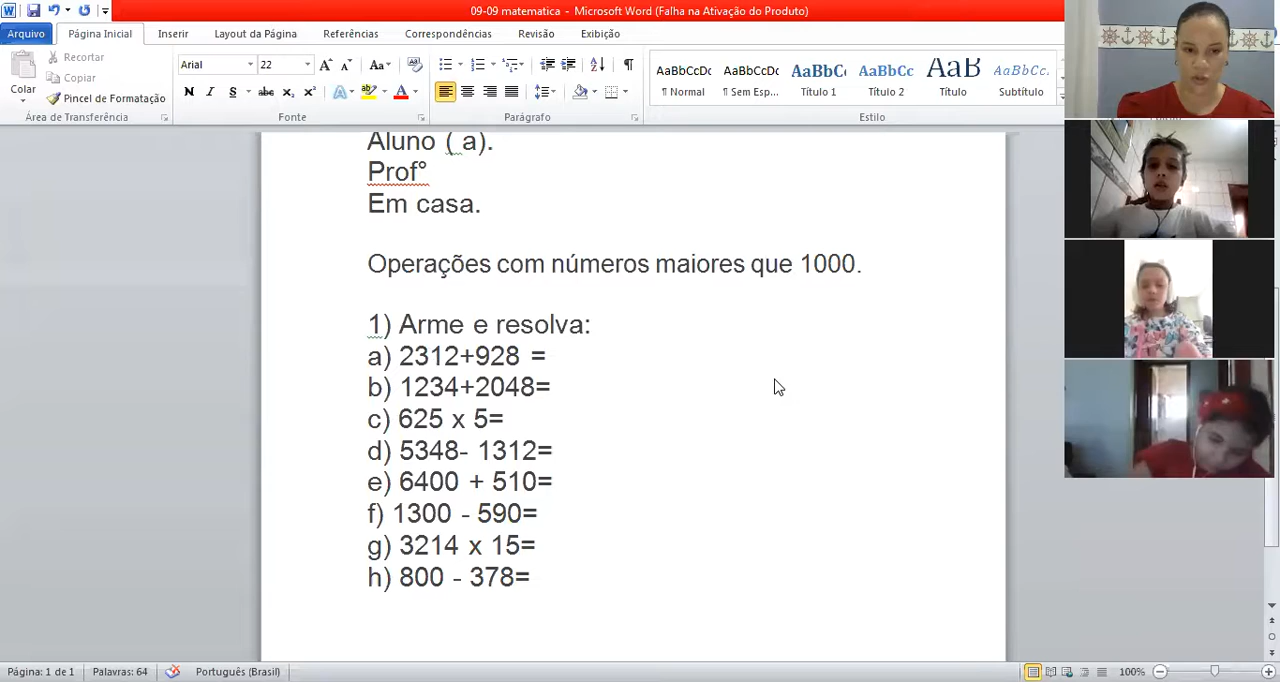 09-09 matematica - Microsoft Word (Falha na Ativação do Produto)
Arquivo Página Inicial Inserir Layout da Página Referências Correspondências Revisão Exibição
Colar
Recortar
Copiar
Pincel de Formatação
Área de Transferência
Arial 22
N I S abc x₂ x²
Fonte
Parágrafo
AaBbCcDc AaBbCcDc AaBbC AaBbCc AaB AaBbCc.
¶ Normal ¶ Sem Esp... Título 1 Título 2 Título Subtítulo
Estilo
Aluno ( a).
Prof°
Em casa.
Operações com números maiores que 1000.
1) Arme e resolva:
a) 2312+928 =
b) 1234+2048=
c) 625 x 5=
d) 5348- 1312=
e) 6400 + 510=
f) 1300 - 590=
g) 3214 x 15=
h) 800 - 378=
Página: 1 de 1 Palavras: 64 Português (Brasil) 100%